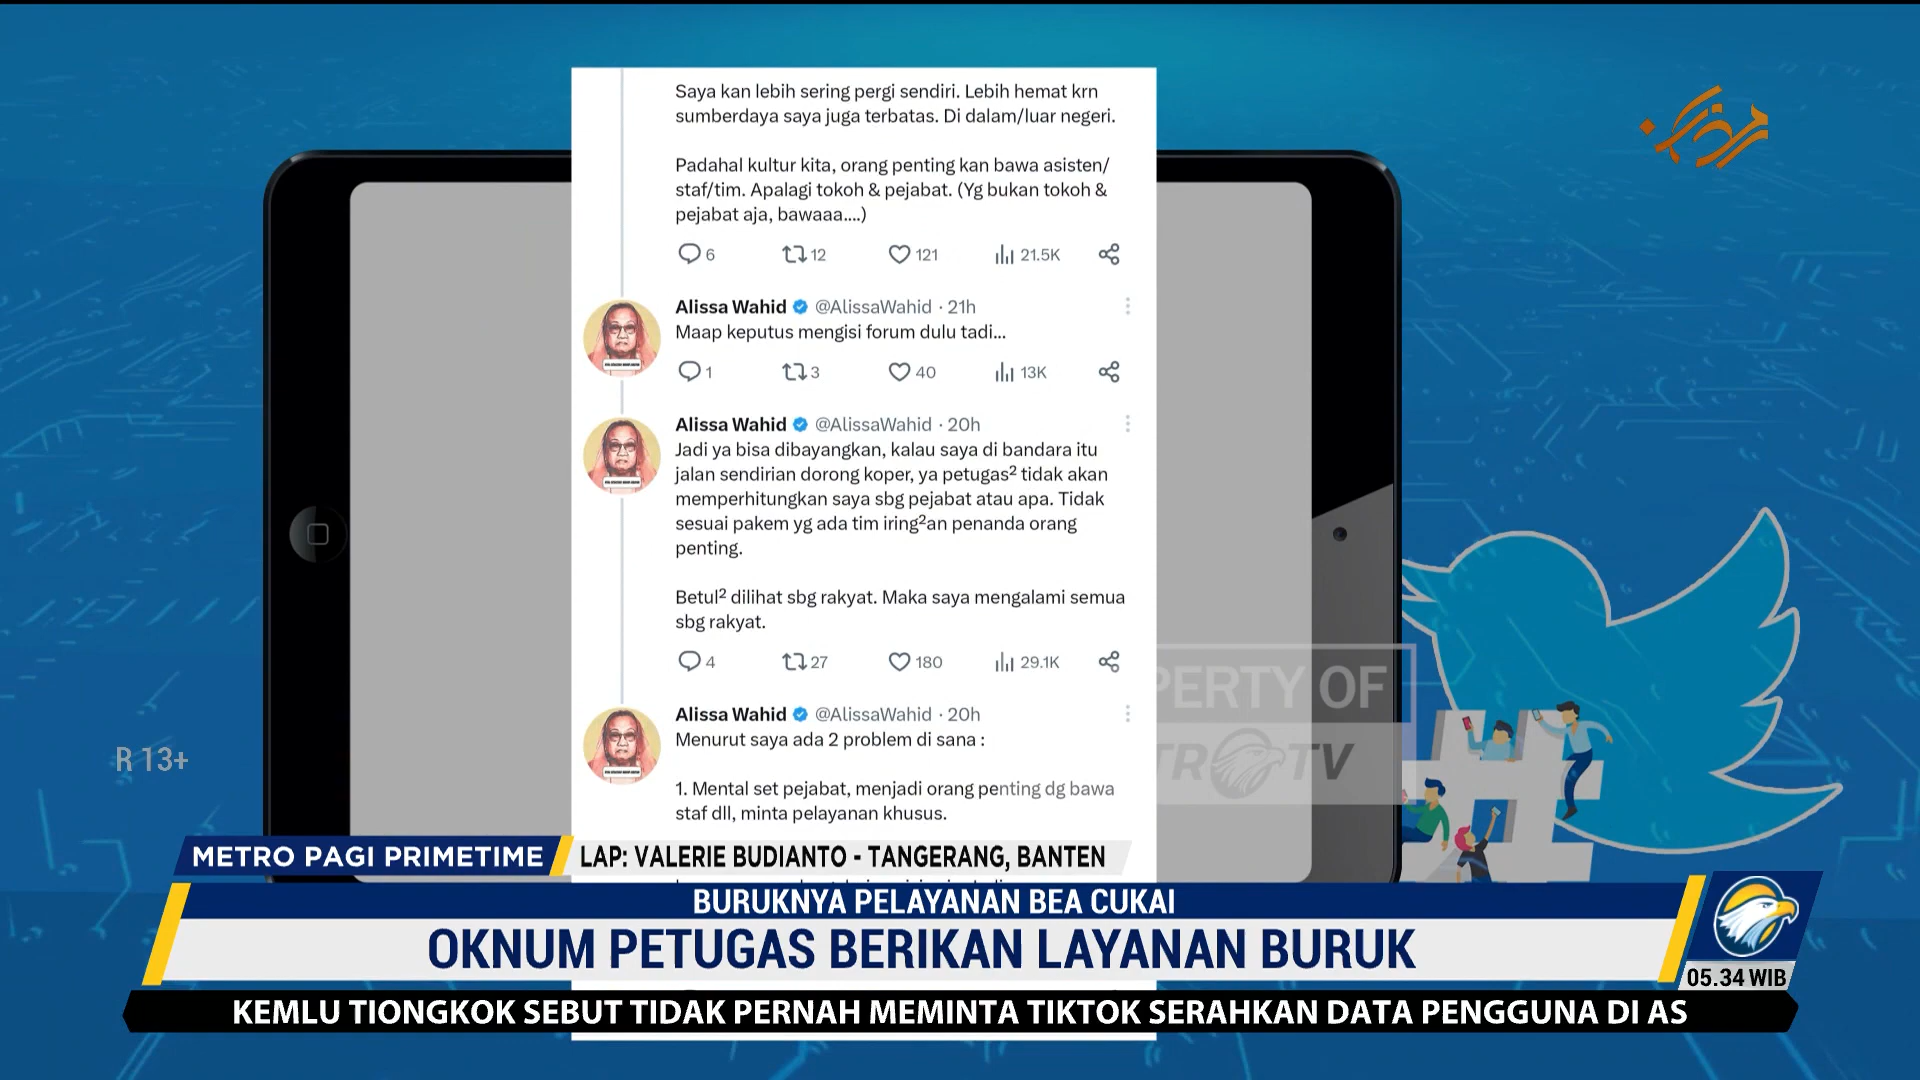 Saya kan lebih sering pergi sendiri. Lebih hemat krn
sumberdaya saya juga terbatas. Di dalam/luar negeri.
Padahal kultur kita, orang penting kan bawa asisten/
staf/tim. Apalagi tokoh & pejabat. (Yg bukan tokoh &
pejabat aja, bawaaa....)
6 12 121 21.5K
Alissa Wahid @AlissaWahid · 21h
Maap keputus mengisi forum dulu tadi...
1 3 40 13K
Alissa Wahid @AlissaWahid · 20h
Jadi ya bisa dibayangkan, kalau saya di bandara itu
jalan sendirian dorong koper, ya petugas² tidak akan
memperhitungkan saya sbg pejabat atau apa. Tidak
sesuai pakem yg ada tim iring²an penanda orang
penting.
Betul² dilihat sbg rakyat. Maka saya mengalami semua
sbg rakyat.
4 27 180 29.1K
Alissa Wahid @AlissaWahid · 20h
Menurut saya ada 2 problem di sana :
1. Mental set pejabat, menjadi orang penting dg bawa
staf dll, minta pelayanan khusus.
رمضان
PERTY OF
TR TV
R 13+
METRO PAGI PRIMETIME
LAP: VALERIE BUDIANTO - TANGERANG, BANTEN
BURUKNYA PELAYANAN BEA CUKAI
OKNUM PETUGAS BERIKAN LAYANAN BURUK
05.34 WIB
KEMLU TIONGKOK SEBUT TIDAK PERNAH MEMINTA TIKTOK SERAHKAN DATA PENGGUNA DI AS